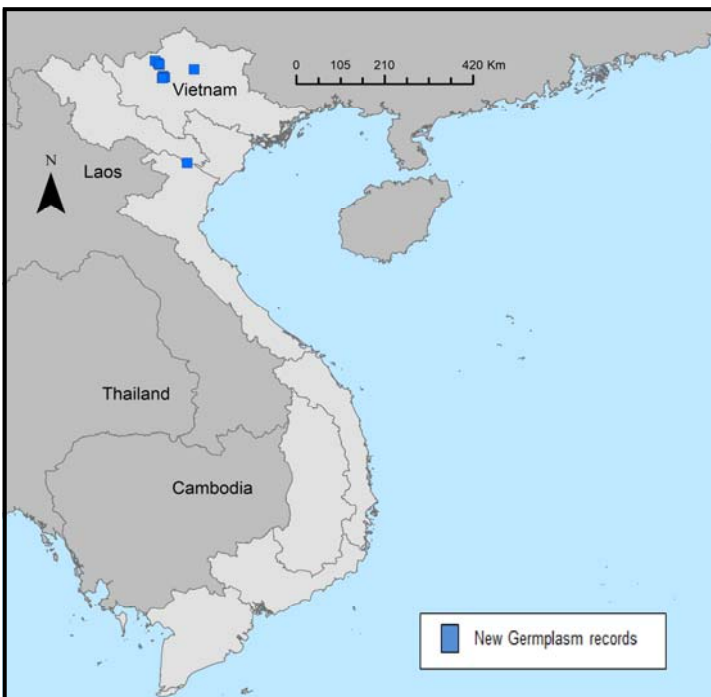 0 105 210 420 Km
Vietnam
N
Laos
Thailand
Cambodia
New Germplasm records